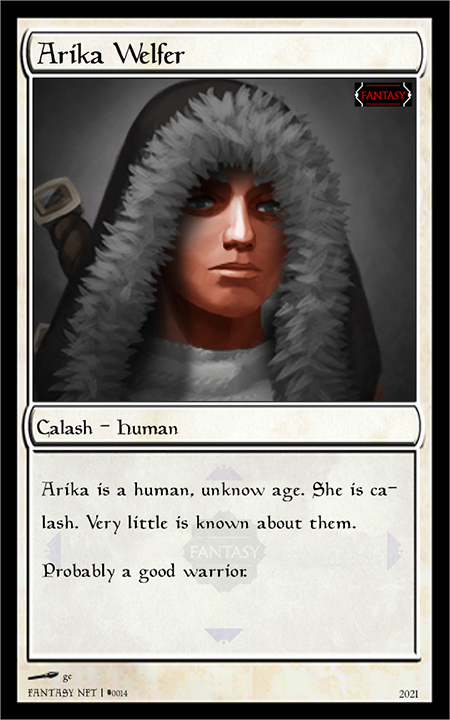 Arika Welfer
FANTASY
Calash - human
Arika is a human, unknow age. She is ca-
lash. Very little is known about them.
FANTASY
Probably a good warrior.
gc
FANTASY NFT | #0014
2021